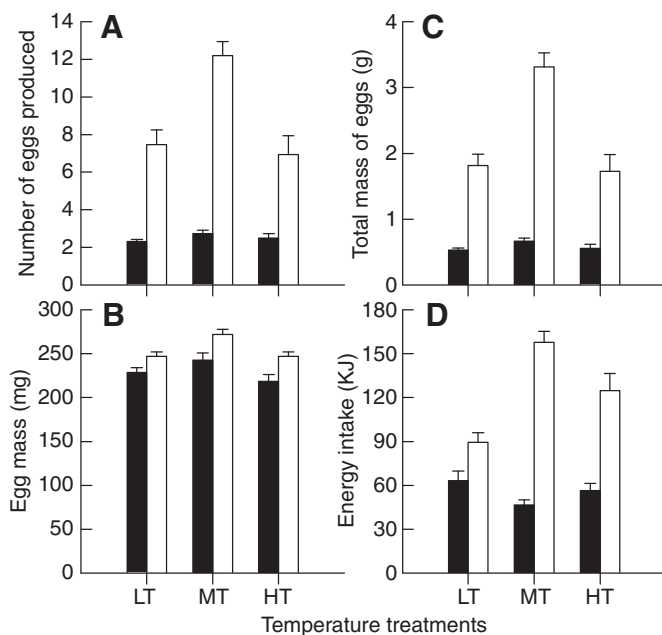 A
Number of eggs produced
14
12
10
8
6
4
2
0
C
Total mass of eggs (g)
4
3
2
1
0
B
Egg mass (mg)
300
250
200
150
100
50
0
LT MT HT
D
Energy intake (KJ)
180
150
120
90
60
30
0
LT MT HT
Temperature treatments